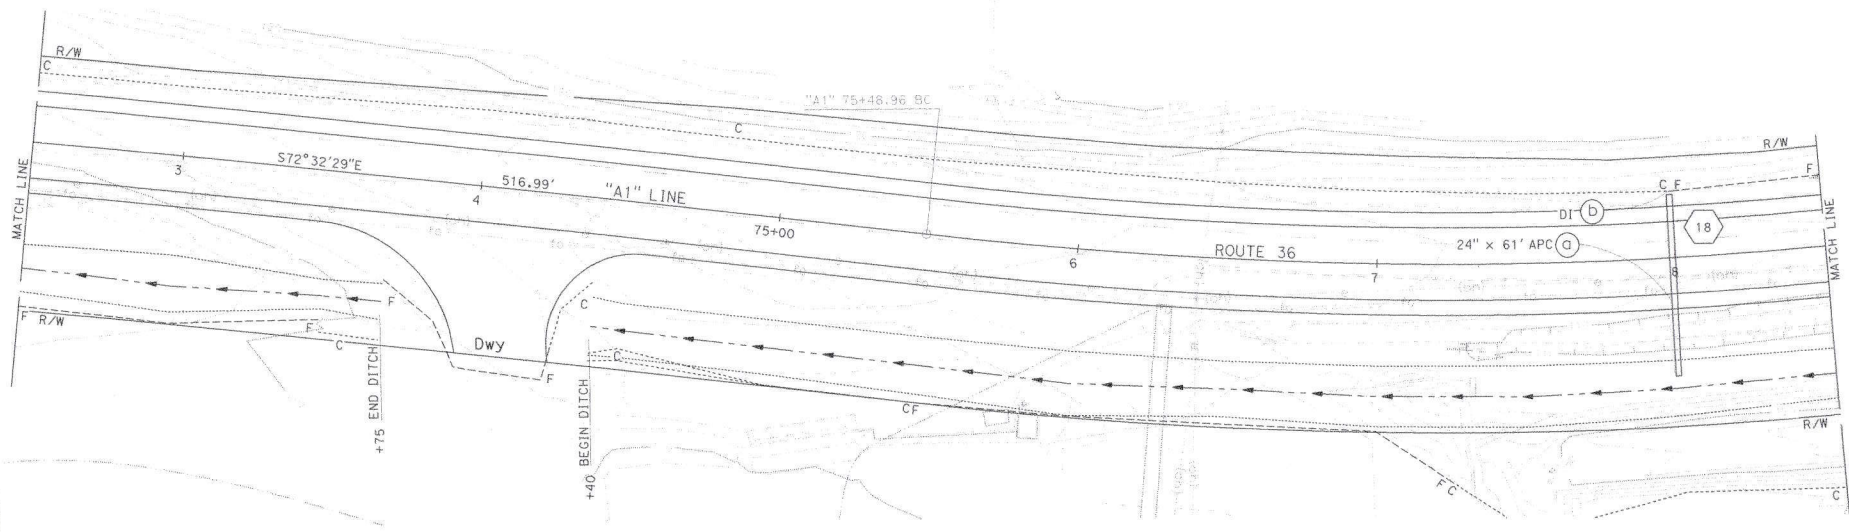 R/W
C
"A1" 75+48.96 BC
C
R/W
MATCH LINE
S72°32'29"E
F
3
516.99'
"A1" LINE
C F
4
DI b
75+00
18
ROUTE 36
24" x 61' APC a
MATCH LINE
6
7
8
F
C
F R/W
F
C
Dwy
C
F
+75 END DITCH
+40 BEGIN DITCH
CF
R/W
F C
C